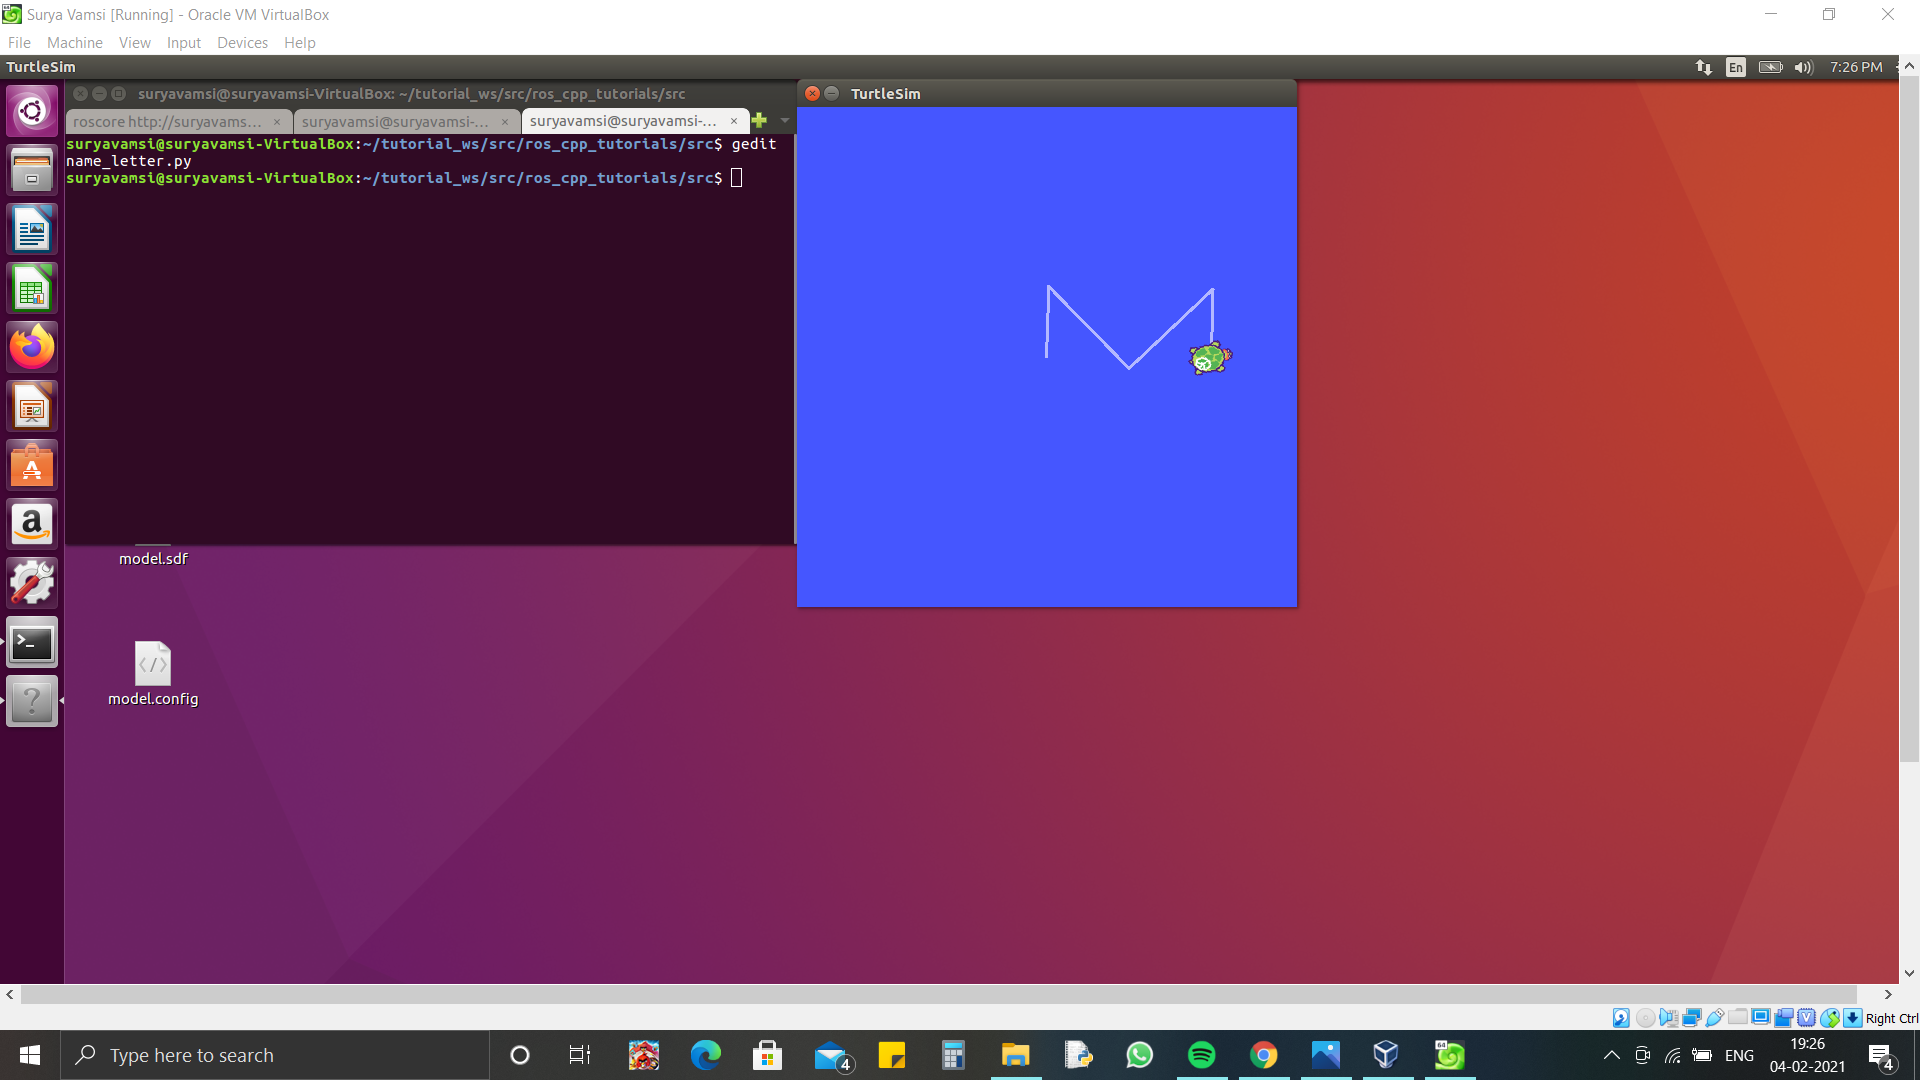 Surya Vamsi [Running] - Oracle VM VirtualBox
File Machine View Input Devices Help
TurtleSim
En
7:26 PM
suryavamsi@suryavamsi-VirtualBox: ~/tutorial_ws/src/ros_cpp_tutorials/src
TurtleSim
roscore http://suryavams... ×
suryavamsi@suryavamsi-... ×
suryavamsi@suryavamsi-... ×
suryavamsi@suryavamsi-VirtualBox:~/tutorial_ws/src/ros_cpp_tutorials/src$ gedit
name_letter.py
suryavamsi@suryavamsi-VirtualBox:~/tutorial_ws/src/ros_cpp_tutorials/src$
model.sdf
model.config
Right Ctrl
Type here to search
4
64
ENG
19:26
04-02-2021
4